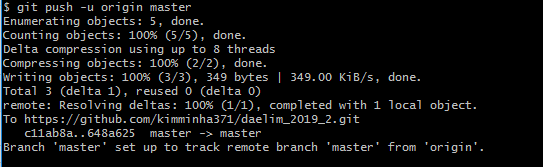 $ git push -u origin master
Enumerating objects: 5, done.
Counting objects: 100% (5/5), done.
Delta compression using up to 8 threads
Compressing objects: 100% (2/2), done.
Writing objects: 100% (3/3), 349 bytes | 349.00 KiB/s, done.
Total 3 (delta 1), reused 0 (delta 0)
remote: Resolving deltas: 100% (1/1), completed with 1 local object.
To https://github.com/kimminha371/daelim_2019_2.git
   c11ab8a..648a625  master -> master
Branch 'master' set up to track remote branch 'master' from 'origin'.